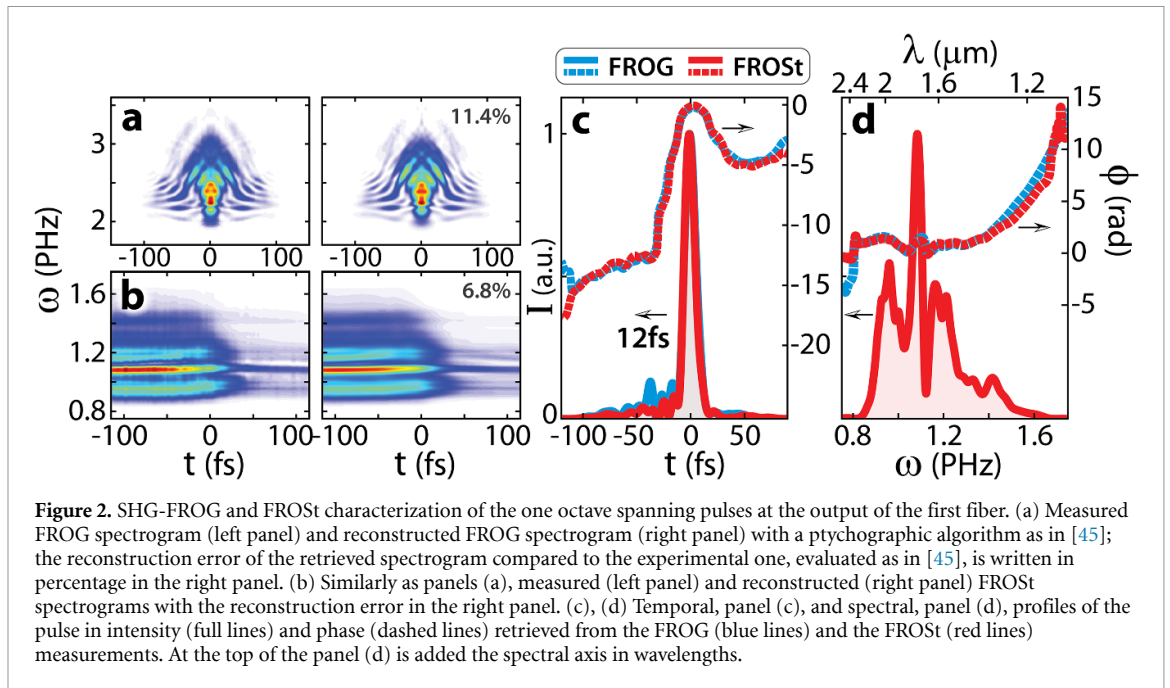 FROG FROSt
λ (μm)
2.4 2 1.6 1.2
a 11.4% c d
3
2
-100 0 100 -100 0 100
ω (PHz)
b 6.8%
1.6
1.2
0.8
-100 0 100 -100 0 100
t (fs) t (fs)
1
I (a.u.)
0
12fs
0
-5
-10
-15
-20
-100 -50 0 50
t (fs)
15
10
5
0
-5
ϕ (rad)
0.8 1.2 1.6
ω (PHz)
Figure 2. SHG-FROG and FROSt characterization of the one octave spanning pulses at the output of the first fiber. (a) Measured
FROG spectrogram (left panel) and reconstructed FROG spectrogram (right panel) with a ptychographic algorithm as in [45];
the reconstruction error of the retrieved spectrogram compared to the experimental one, evaluated as in [45], is written in
percentage in the right panel. (b) Similarly as panels (a), measured (left panel) and reconstructed (right panel) FROSt
spectrograms with the reconstruction error in the right panel. (c), (d) Temporal, panel (c), and spectral, panel (d), profiles of the
pulse in intensity (full lines) and phase (dashed lines) retrieved from the FROG (blue lines) and the FROSt (red lines)
measurements. At the top of the panel (d) is added the spectral axis in wavelengths.